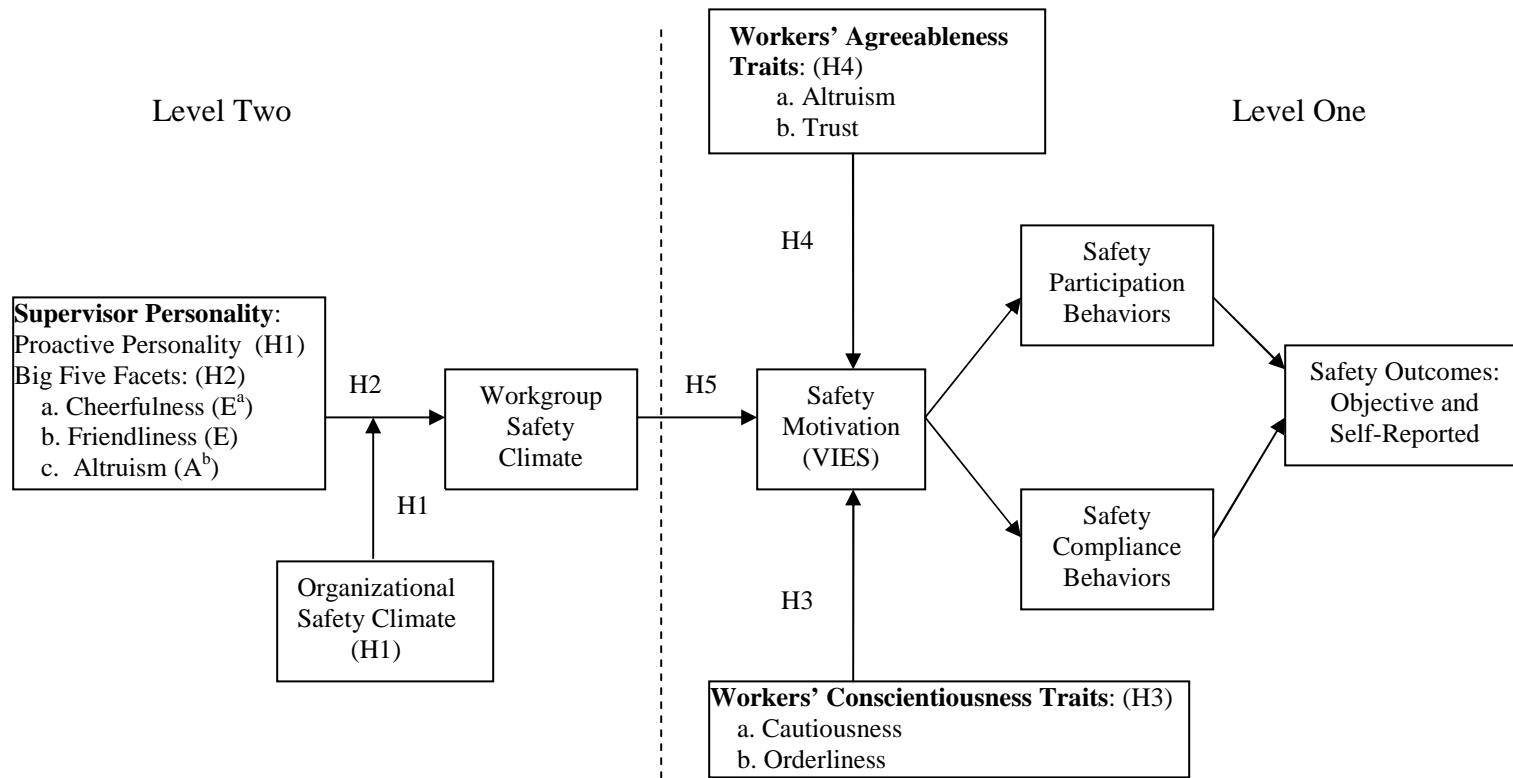 Level Two
Workers’ Agreeableness
Traits: (H4)
a. Altruism
b. Trust
Level One
H4
Supervisor Personality:
Proactive Personality (H1)
Big Five Facets: (H2)
a. Cheerfulness (Eᵃ)
b. Friendliness (E)
c. Altruism (Aᵇ)
H2
H1
Organizational
Safety Climate
(H1)
Workgroup
Safety
Climate
H5
Safety
Motivation
(VIES)
Safety
Participation
Behaviors
Safety
Compliance
Behaviors
Safety Outcomes:
Objective and
Self-Reported
H3
Workers’ Conscientiousness Traits: (H3)
a. Cautiousness
b. Orderliness